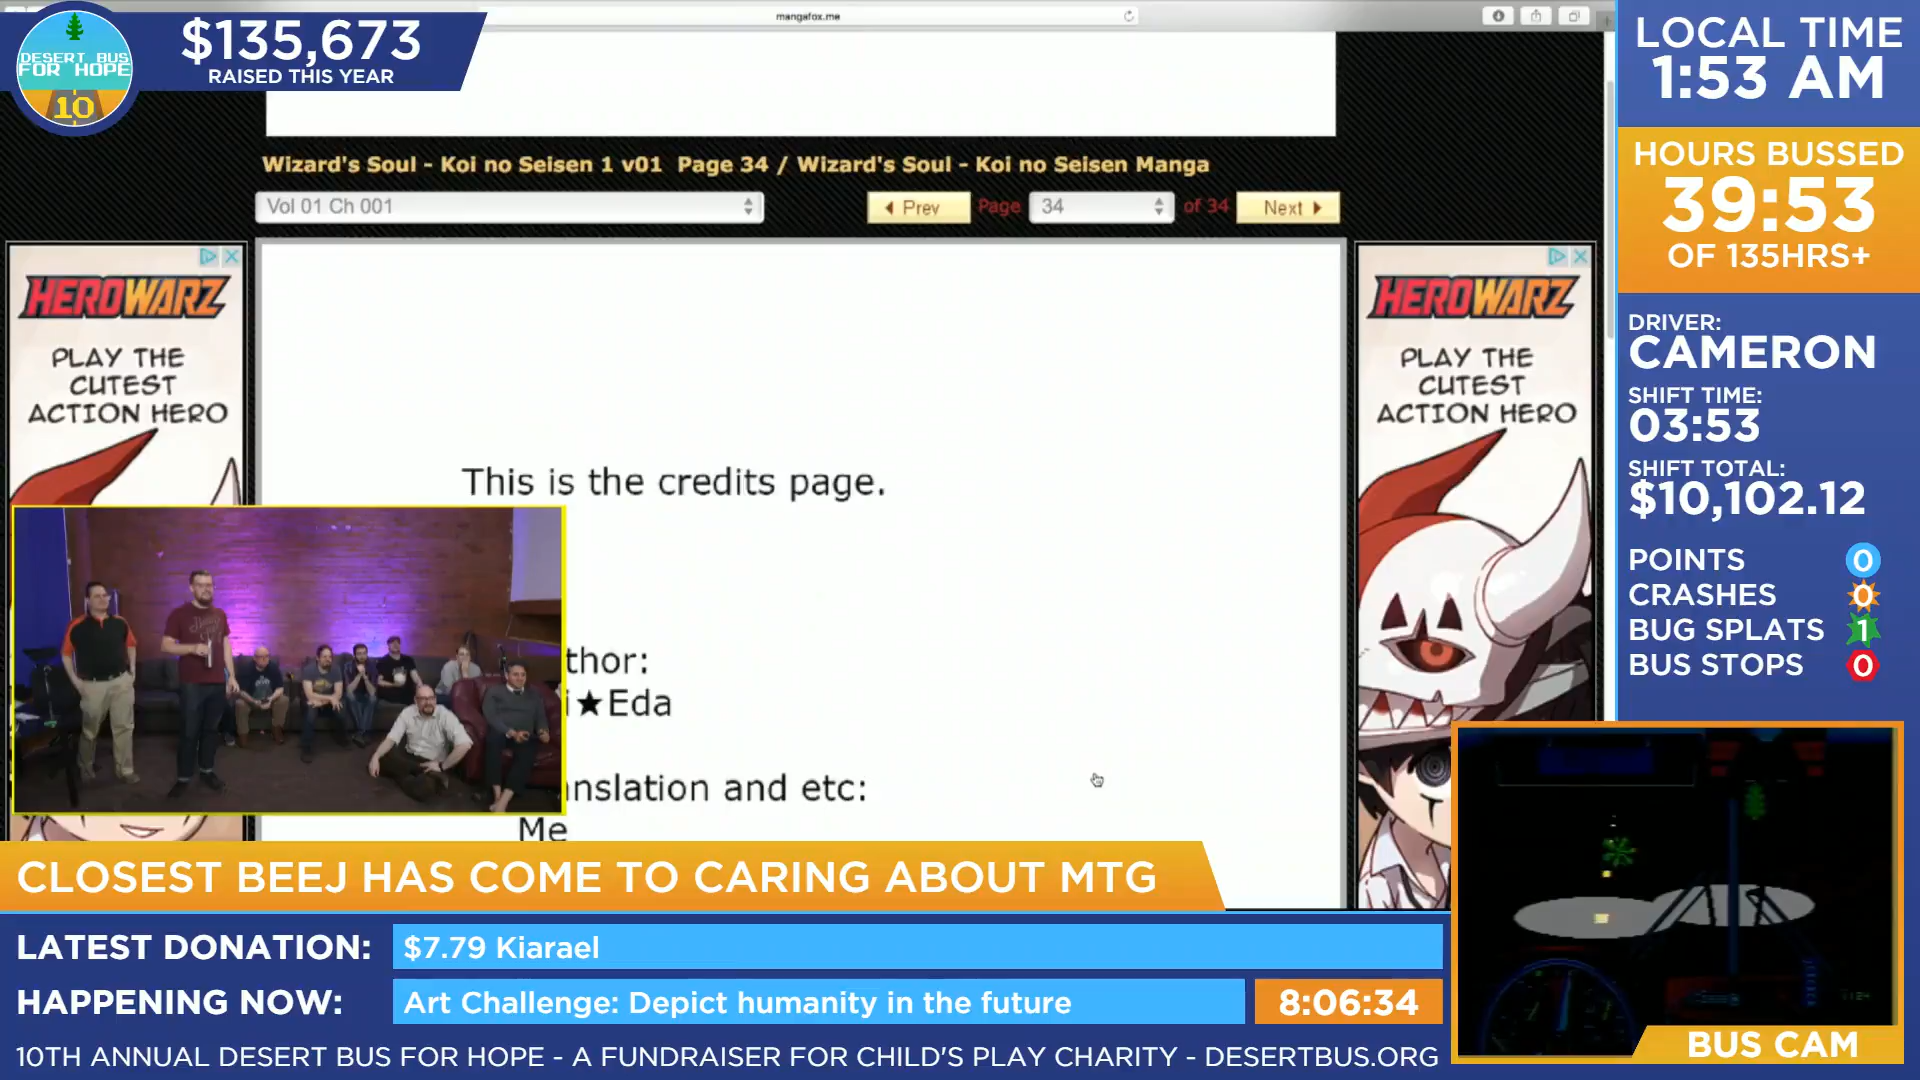 mangafox.me
DESERT BUS
FOR HOPE
10
$135,673
RAISED THIS YEAR
LOCAL TIME
1:53 AM
HOURS BUSSED
39:53
OF 135HRS+
DRIVER:
CAMERON
SHIFT TIME:
03:53
SHIFT TOTAL:
$10,102.12
POINTS 0
CRASHES 0
BUG SPLATS 1
BUS STOPS 0
Wizard's Soul - Koi no Seisen 1 v01 Page 34 / Wizard's Soul - Koi no Seisen Manga
Vol 01 Ch 001
Prev Page 34 of 34 Next
HEROWARZ
PLAY THE
CUTEST
ACTION HERO
HEROWARZ
PLAY THE
CUTEST
ACTION HERO
This is the credits page.
thor:
i★Eda
nslation and etc:
Me
CLOSEST BEEJ HAS COME TO CARING ABOUT MTG
LATEST DONATION: $7.79 Kiarael
HAPPENING NOW: Art Challenge: Depict humanity in the future 8:06:34
10TH ANNUAL DESERT BUS FOR HOPE - A FUNDRAISER FOR CHILD'S PLAY CHARITY - DESERTBUS.ORG
BUS CAM